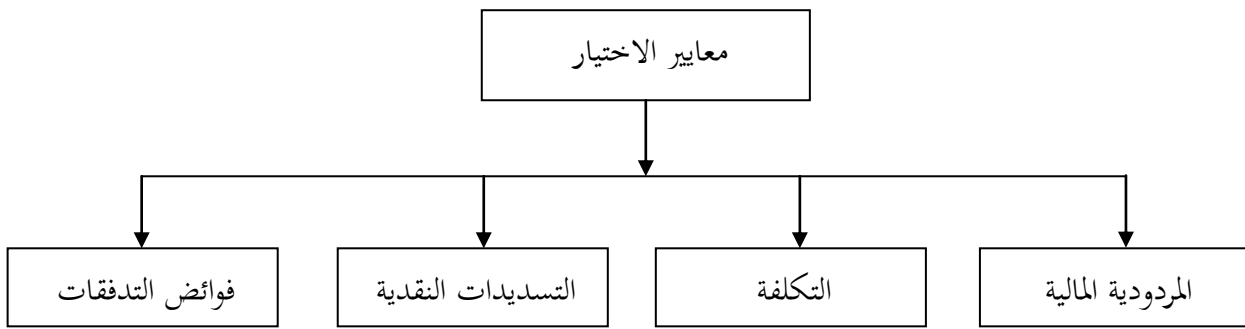 معايير الاختيار
المردودية المالية
التكلفة
التسديدات النقدية
فوائض التدفقات